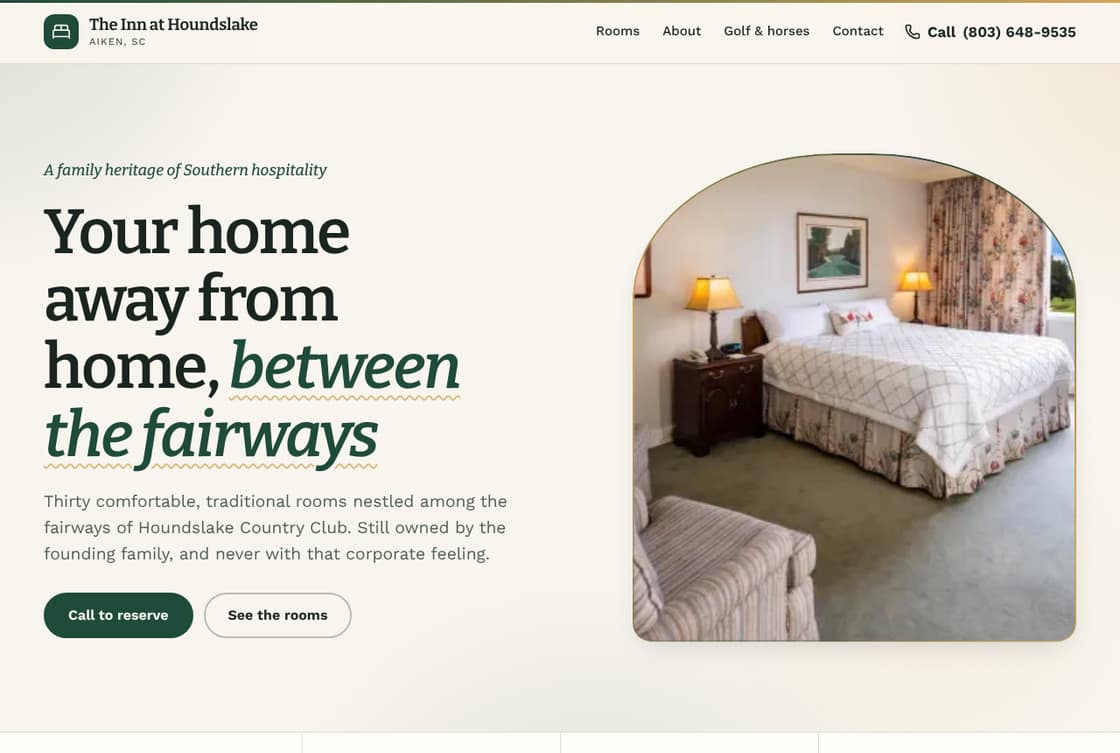 The Inn at Houndslake
AIKEN, SC
Rooms
About
Golf & horses
Contact
Call (803) 648-9535
A family heritage of Southern hospitality
Your home
away from
home, between
the fairways
Thirty comfortable, traditional rooms nestled among the
fairways of Houndslake Country Club. Still owned by the
founding family, and never with that corporate feeling.
Call to reserve
See the rooms